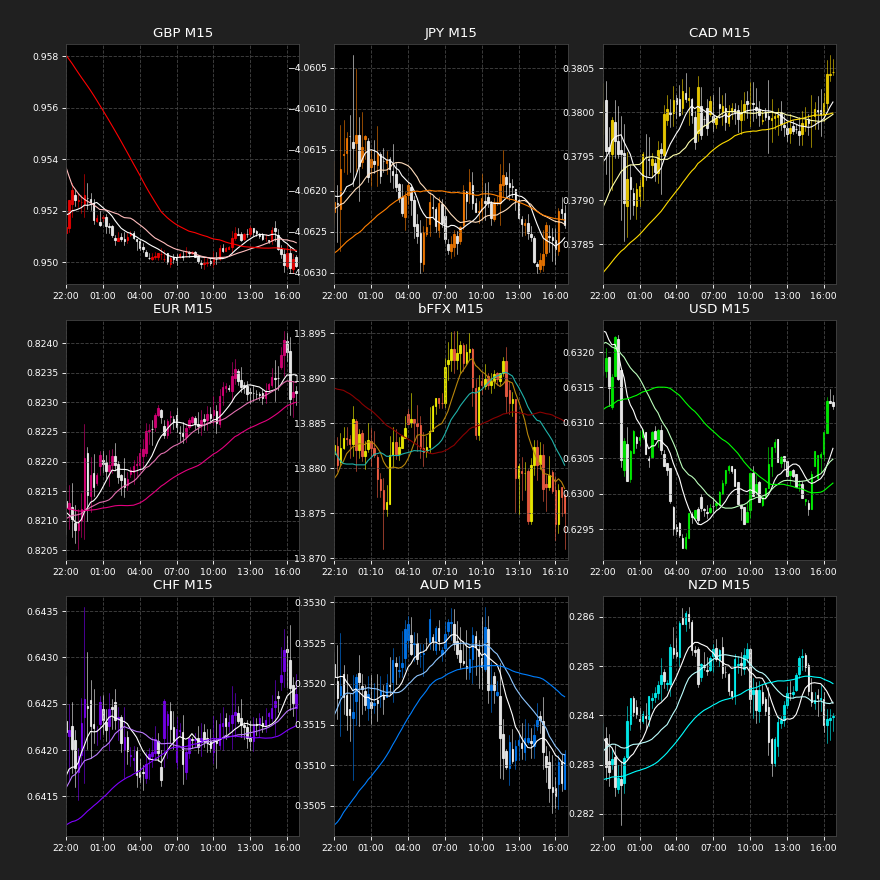 GBP M15
JPY M15
CAD M15
0.958
0.956
0.954
0.952
0.950
−4.0605
−4.0610
−4.0615
−4.0620
−4.0625
−4.0630
0.3805
0.3800
0.3795
0.3790
0.3785
22:00 01:00 04:00 07:00 10:00 13:00 16:00
22:00 01:00 04:00 07:00 10:00 13:00 16:00
22:00 01:00 04:00 07:00 10:00 13:00 16:00
EUR M15
bFFX M15
USD M15
0.8240
0.8235
0.8230
0.8225
0.8220
0.8215
0.8210
0.8205
13.895
13.890
13.885
13.880
13.875
13.870
0.6320
0.6315
0.6310
0.6305
0.6300
0.6295
22:00 01:00 04:00 07:00 10:00 13:00 16:00
22:10 01:10 04:10 07:10 10:10 13:10 16:10
22:00 01:00 04:00 07:00 10:00 13:00 16:00
CHF M15
AUD M15
NZD M15
0.6435
0.6430
0.6425
0.6420
0.6415
0.3530
0.3525
0.3520
0.3515
0.3510
0.3505
0.286
0.285
0.284
0.283
0.282
22:00 01:00 04:00 07:00 10:00 13:00 16:00
22:00 01:00 04:00 07:00 10:00 13:00 16:00
22:00 01:00 04:00 07:00 10:00 13:00 16:00